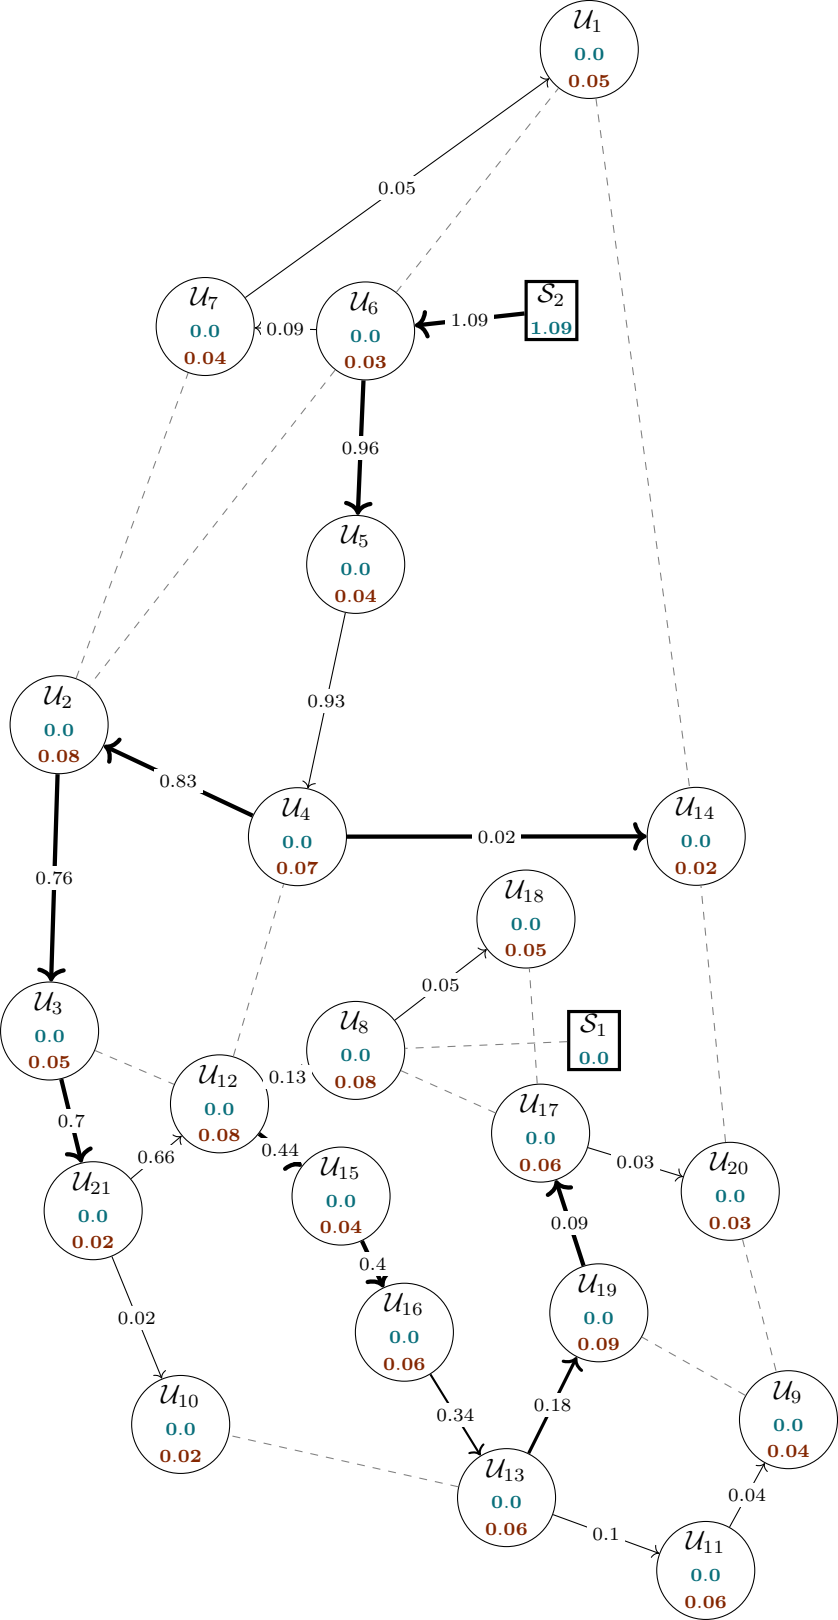 𝒰₁
0.0
0.05
0.05
𝒰₇
0.0
0.04
0.09
𝒰₆
0.0
0.03
1.09
𝒮₂
1.09
0.96
𝒰₅
0.0
0.04
0.93
𝒰₂
0.0
0.08
0.83
𝒰₄
0.0
0.07
0.02
𝒰₁₄
0.0
0.02
0.76
𝒰₁₈
0.0
0.05
0.05
𝒰₃
0.0
0.05
𝒰₈
0.0
0.08
𝒮₁
0.0
0.13
𝒰₁₂
0.0
0.08
0.7
0.66
0.44
𝒰₁₇
0.0
0.06
0.03
𝒰₂₀
0.0
0.03
𝒰₂₁
0.0
0.02
𝒰₁₅
0.0
0.04
0.09
0.4
0.02
𝒰₁₆
0.0
0.06
𝒰₁₉
0.0
0.09
𝒰₁₀
0.0
0.02
0.34
0.18
𝒰₉
0.0
0.04
𝒰₁₃
0.0
0.06
0.04
0.1
𝒰₁₁
0.0
0.06